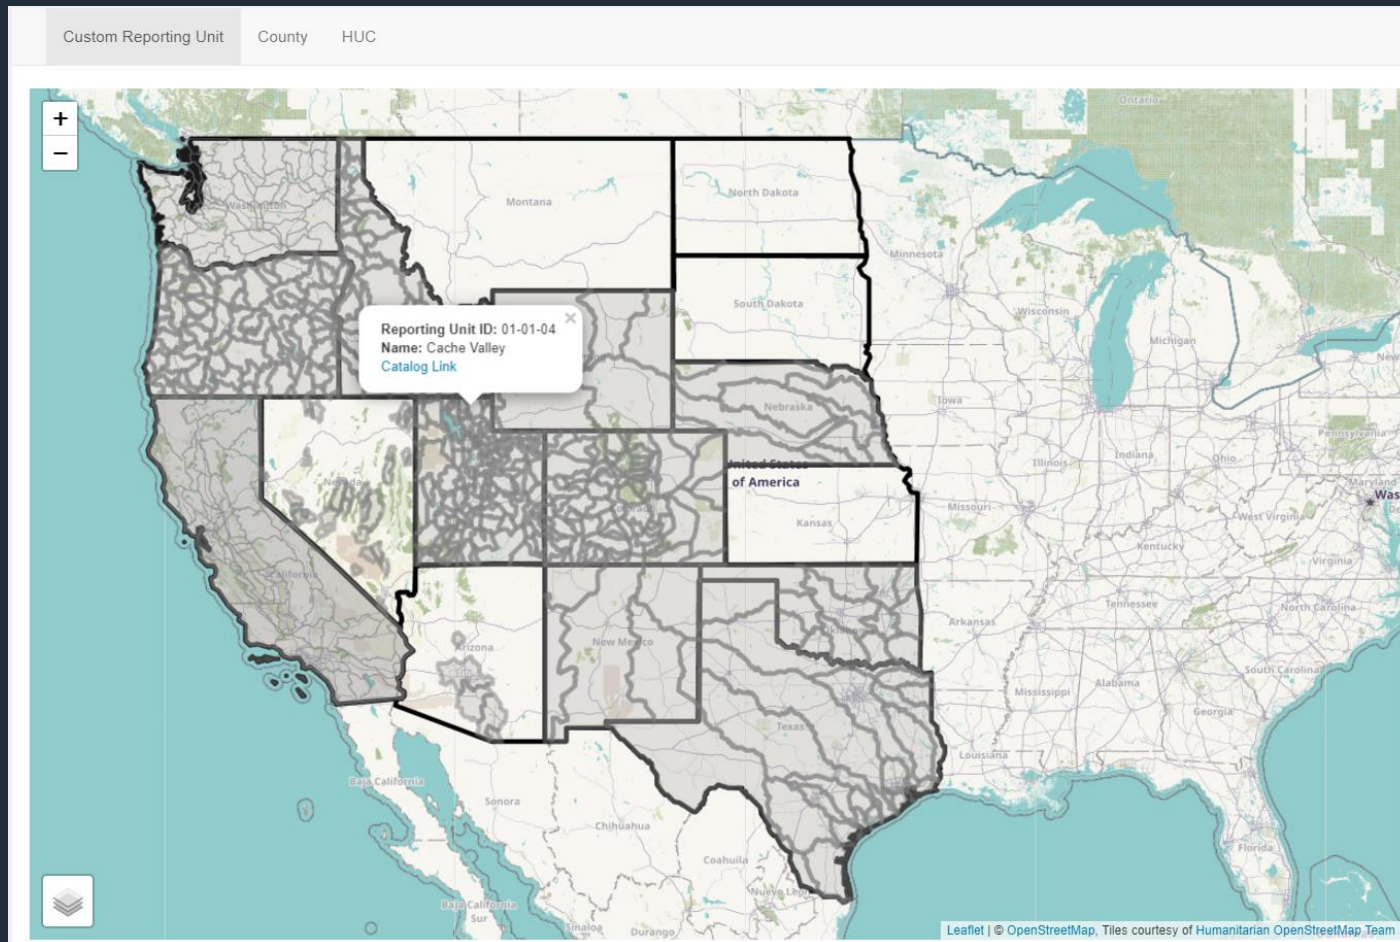 Custom Reporting Unit County HUC
+
−
Ontario
Washington
Montana
North Dakota
Minnesota
South Dakota
Wisconsin
Michigan
×
Reporting Unit ID: 01-01-04
Name: Cache Valley
Catalog Link
Iowa
Nebraska
Pennsylvania
Illinois
Indiana
Ohio
United States
of America
Maryland
Was
Missouri
Kansas
West Virginia
Kentucky
Virginia
California
Tennessee
North Carolina
Arkansas
New Mexico
Arizona
South Carolina
Mississippi
Alabama
Georgia
Texas
Louisiana
Baja California
Sonora
Chihuahua
Florida
Coahuila
Nuevo León
Baja California
Sur
Sinaloa
Durango
Leaflet | © OpenStreetMap, Tiles courtesy of Humanitarian OpenStreetMap Team